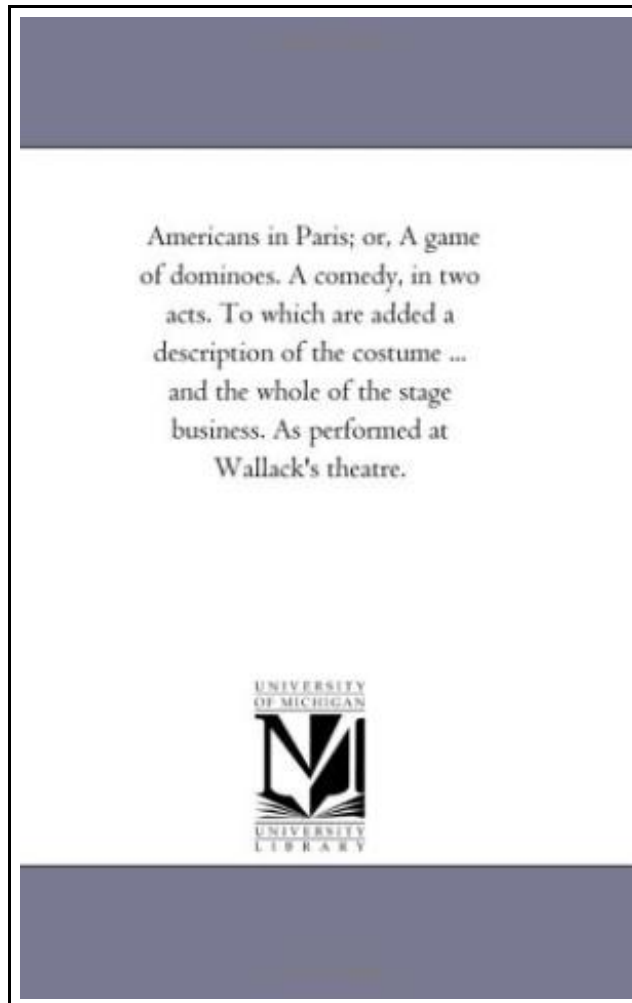 Americans in Paris; or, A game
of dominoes. A comedy, in two
acts. To which are added a
description of the costume ...
and the whole of the stage
business. As performed at
Wallack's theatre.
UNIVERSITY
OF MICHIGAN
UNIVERSITY
LIBRARY